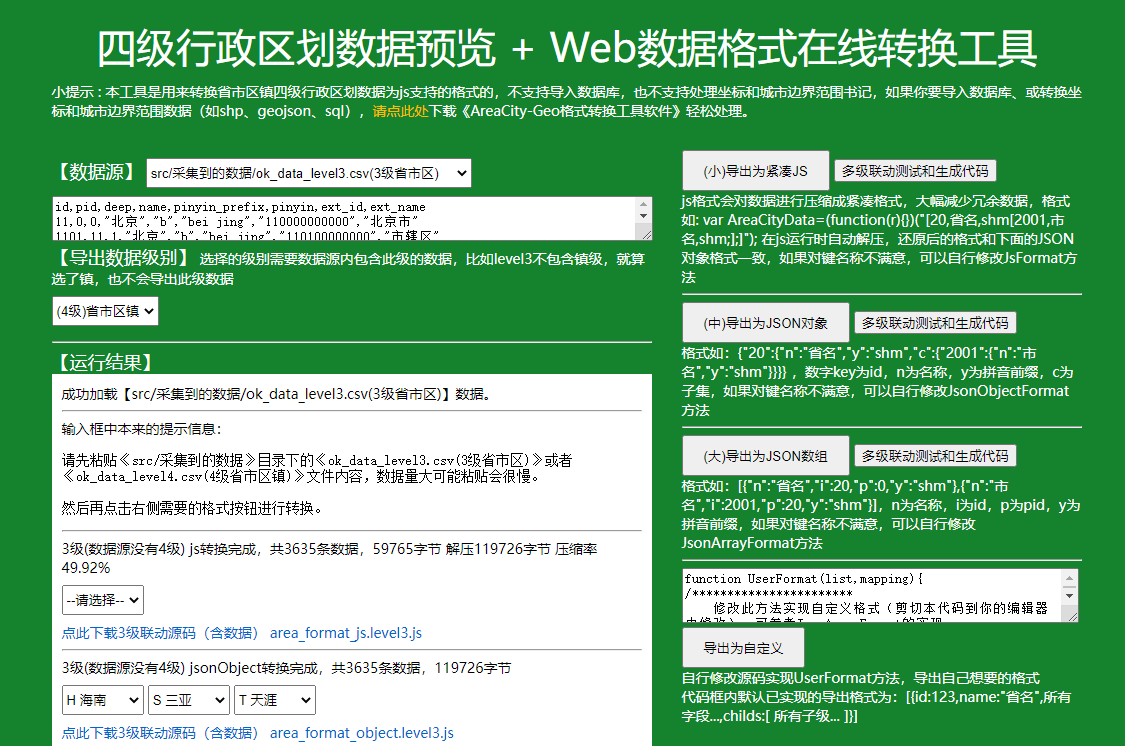 四级行政区划数据预览 + Web数据格式在线转换工具
小提示：本工具是用来转换省市区镇四级行政区划数据为js支持的格式的，不支持导入数据库，也不支持处理坐标和城市边界范围书记，如果你要导入数据库、或转换坐
标和城市边界范围数据（如shp、geojson、sql），请点此处下载《AreaCity-Geo格式转换工具软件》轻松处理。
【数据源】 src/采集到的数据/ok_data_level3.csv(3级省市区)
id,pid,deep,name,pinyin_prefix,pinyin,ext_id,ext_name
11,0,0,"北京","b","bei jing","110000000000","北京市"
1101,11,1,"北京","b","bei jing","110100000000","市辖区"
【导出数据级别】 选择的级别需要数据源内包含此级的数据，比如level3不包含镇级，就算
选了镇，也不会导出此级数据
(4级)省市区镇
【运行结果】
成功加载【src/采集到的数据/ok_data_level3.csv(3级省市区)】数据。
输入框中本来的提示信息：
请先粘贴《src/采集到的数据》目录下的《ok_data_level3.csv(3级省市区)》或者
《ok_data_level4.csv(4级省市区镇)》文件内容，数据量大可能粘贴会很慢。
然后再点击右侧需要的格式按钮进行转换。
3级(数据源没有4级) js转换完成，共3635条数据，59765字节 解压119726字节 压缩率
49.92%
--请选择--
点此下载3级联动源码（含数据） area_format_js.level3.js
3级(数据源没有4级) jsonObject转换完成，共3635条数据，119726字节
H 海南 S 三亚 T 天涯
点此下载3级联动源码（含数据） area_format_object.level3.js
(小)导出为紧凑JS 多级联动测试和生成代码
js格式会对数据进行压缩成紧凑格式，大幅减少冗余数据，格式
如: var AreaCityData=(function(r){})("[20,省名,shm[2001,市
名,shm;];]"); 在js运行时自动解压，还原后的格式和下面的JSON
对象格式一致，如果对键名称不满意，可以自行修改JsFormat方
法
(中)导出为JSON对象 多级联动测试和生成代码
格式如：{"20":{"n":"省名","y":"shm","c":{"2001":{"n":"市
名","y":"shm"}}}} ，数字key为id，n为名称，y为拼音前缀，c为
子集，如果对键名称不满意，可以自行修改JsonObjectFormat
方法
(大)导出为JSON数组 多级联动测试和生成代码
格式如：[{"n":"省名","i":20,"p":0,"y":"shm"},{"n":"市
名","i":2001,"p":20,"y":"shm"}]，n为名称，i为id，p为pid，y为
拼音前缀，如果对键名称不满意，可以自行修改
JsonArrayFormat方法
function UserFormat(list,mapping){
/***********************
修改此方法实现自定义格式（剪切本代码到你的编辑器
导出为自定义
自行修改源码实现UserFormat方法，导出自己想要的格式
代码框内默认已实现的导出格式为：[{id:123,name:"省名",所有
字段...,childs:[ 所有子级... ]}]